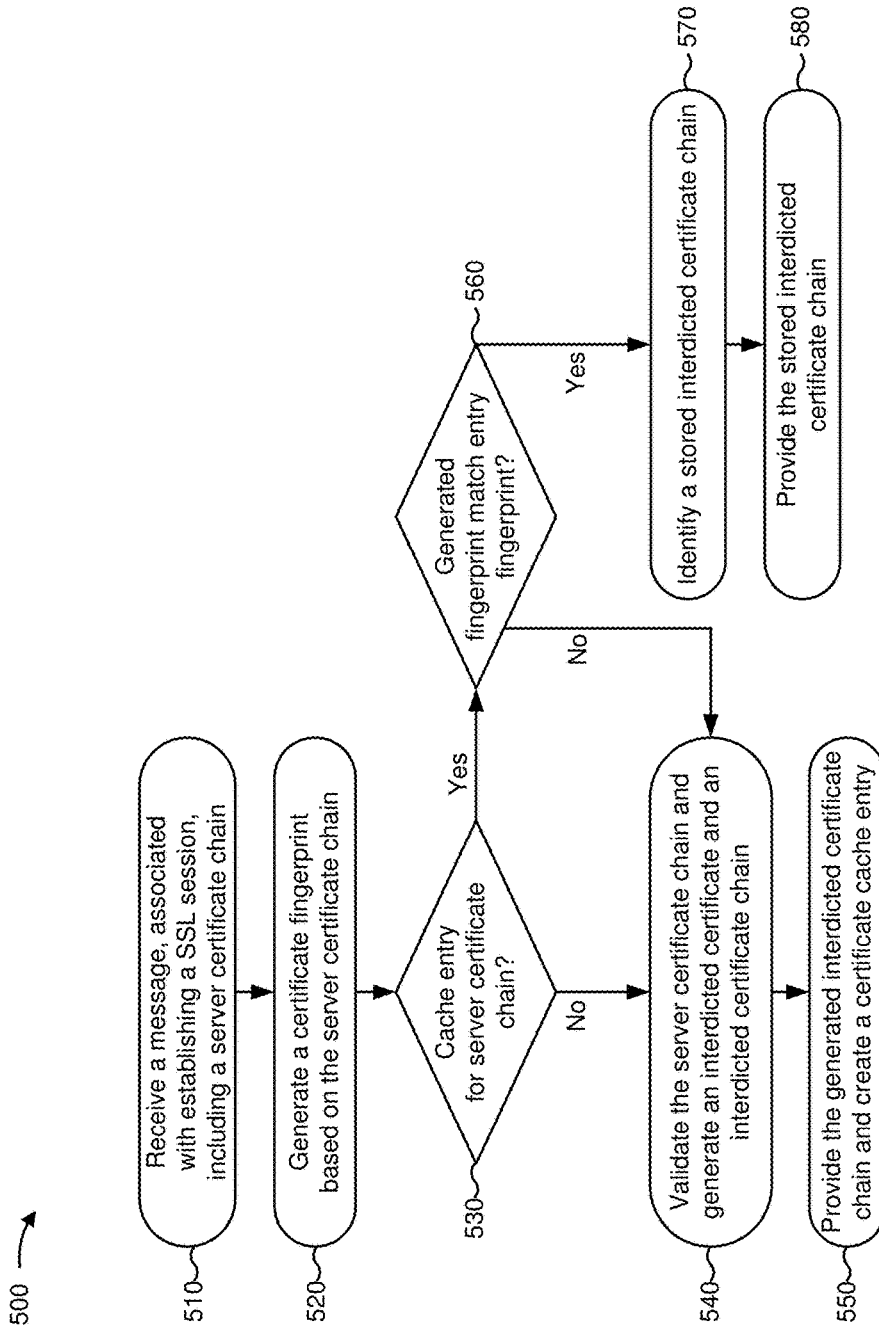 500
510
Receive a message, associated
with establishing a SSL session,
including a server certificate chain
520
Generate a certificate fingerprint
based on the server certificate chain
530
Cache entry
for server certificate
chain?
Yes
No
540
Validate the server certificate chain and
generate an interdicted certificate and an
interdicted certificate chain
550
Provide the generated interdicted certificate
chain and create a certificate cache entry
560
Generated
fingerprint match entry
fingerprint?
No
Yes
570
Identify a stored interdicted certificate chain
580
Provide the stored interdicted
certificate chain